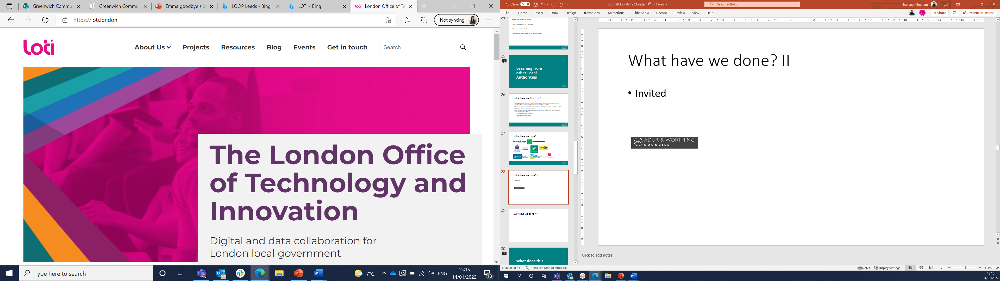 Greenwich Commu
Greenwich Commu
Emma goodbye slid
LOOP Leeds - Bing
LOTI - Bing
loti
London Office of Te
https://loti.london
Not syncing
loti
About Us
Projects
Resources
Blog
Events
Get in touch
Search...
The London Office
of Technology and
Innovation
Digital and data collaboration for
London local government
Type here to search
7°C
ENG
13:15
14/01/2022
13
AutoSave
On
GCD S&T 2 - 02.12.21 slides
- Saved
Search (Alt+Q)
Bethany Mindham
File
Home
Insert
Draw
Design
Transitions
Animations
Slide Show
Record
Review
View
Help
JT
Share
Present in Teams
24
What we want to learn
Why have we done it? / purpose?
What do we know? What do we still not know?
25
1
Learning from
other Local
Authorities
26
What have we found out?
27
What have we done?
Hackney
LocalGov
Dorset
loop
28
What have we done? II
• Invited
29
Why have we done it?
30
1
What does this
What have we done? II
• Invited
AW
ADUR & WORTHING
COUNCILS
Click to add notes
Slide 28 of 46
English (United Kingdom)
Notes
Display Settings
116%
13:15
14/01/2022